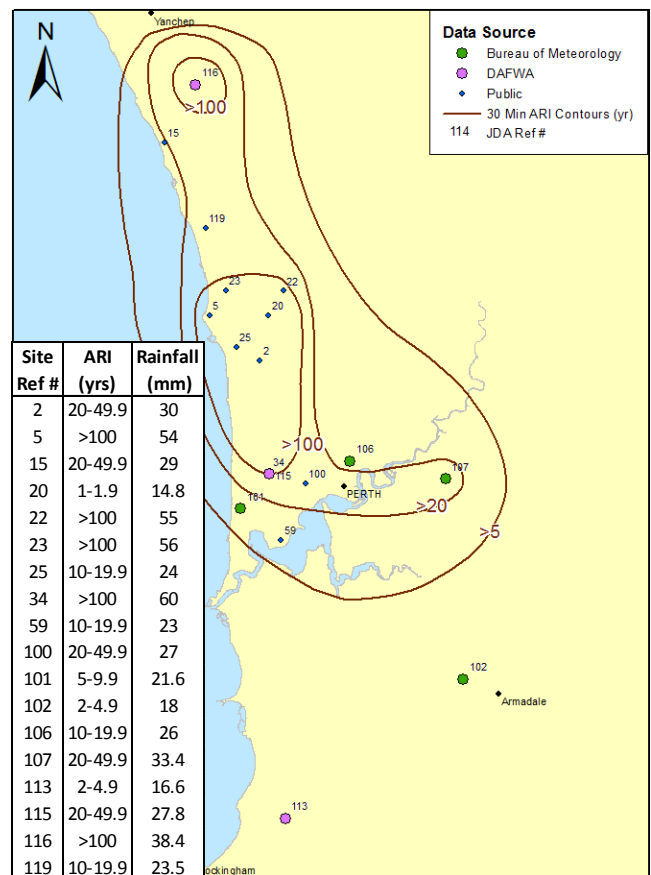 N
Yanchep
Data Source
Bureau of Meteorology
DAFWA
Public
30 Min ARI Contours (yr)
114 JDA Ref #
116
>100
15
119
23
22
5
20
25
2
>100
34
115
106
100
PERTH
107
>20
101
59
>5
102
Armadale
113
ockingham
Site Ref # ARI (yrs) Rainfall (mm)
2 20-49.9 30
5 >100 54
15 20-49.9 29
20 1-1.9 14.8
22 >100 55
23 >100 56
25 10-19.9 24
34 >100 60
59 10-19.9 23
100 20-49.9 27
101 5-9.9 21.6
102 2-4.9 18
106 10-19.9 26
107 20-49.9 33.4
113 2-4.9 16.6
115 20-49.9 27.8
116 >100 38.4
119 10-19.9 23.5